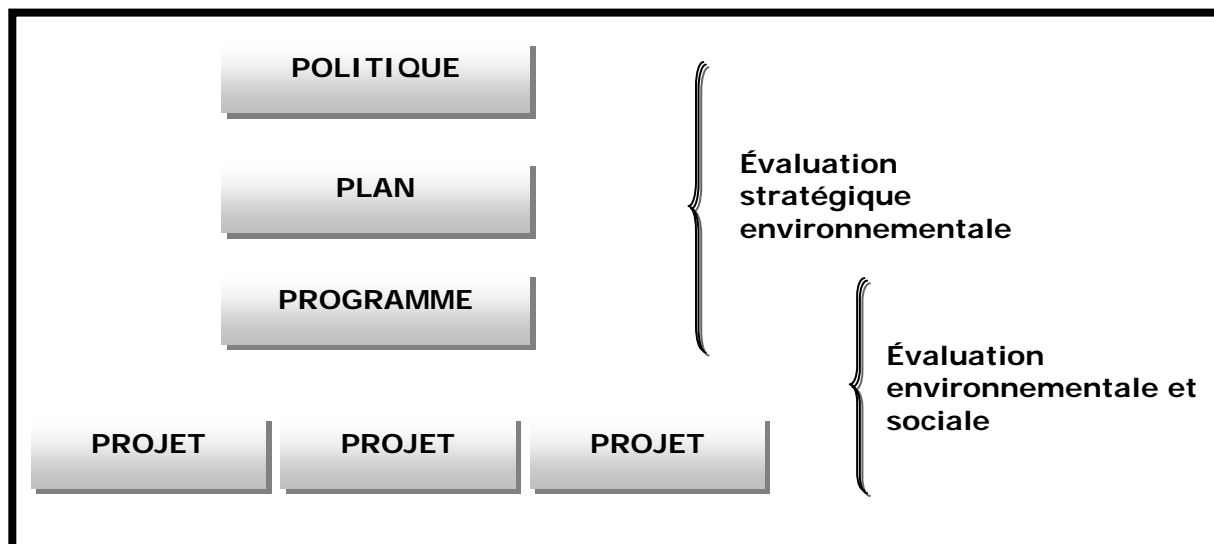 POLITIQUE
PLAN
PROGRAMME
PROJET PROJET PROJET
Évaluation
stratégique
environnementale
Évaluation
environnementale et
sociale